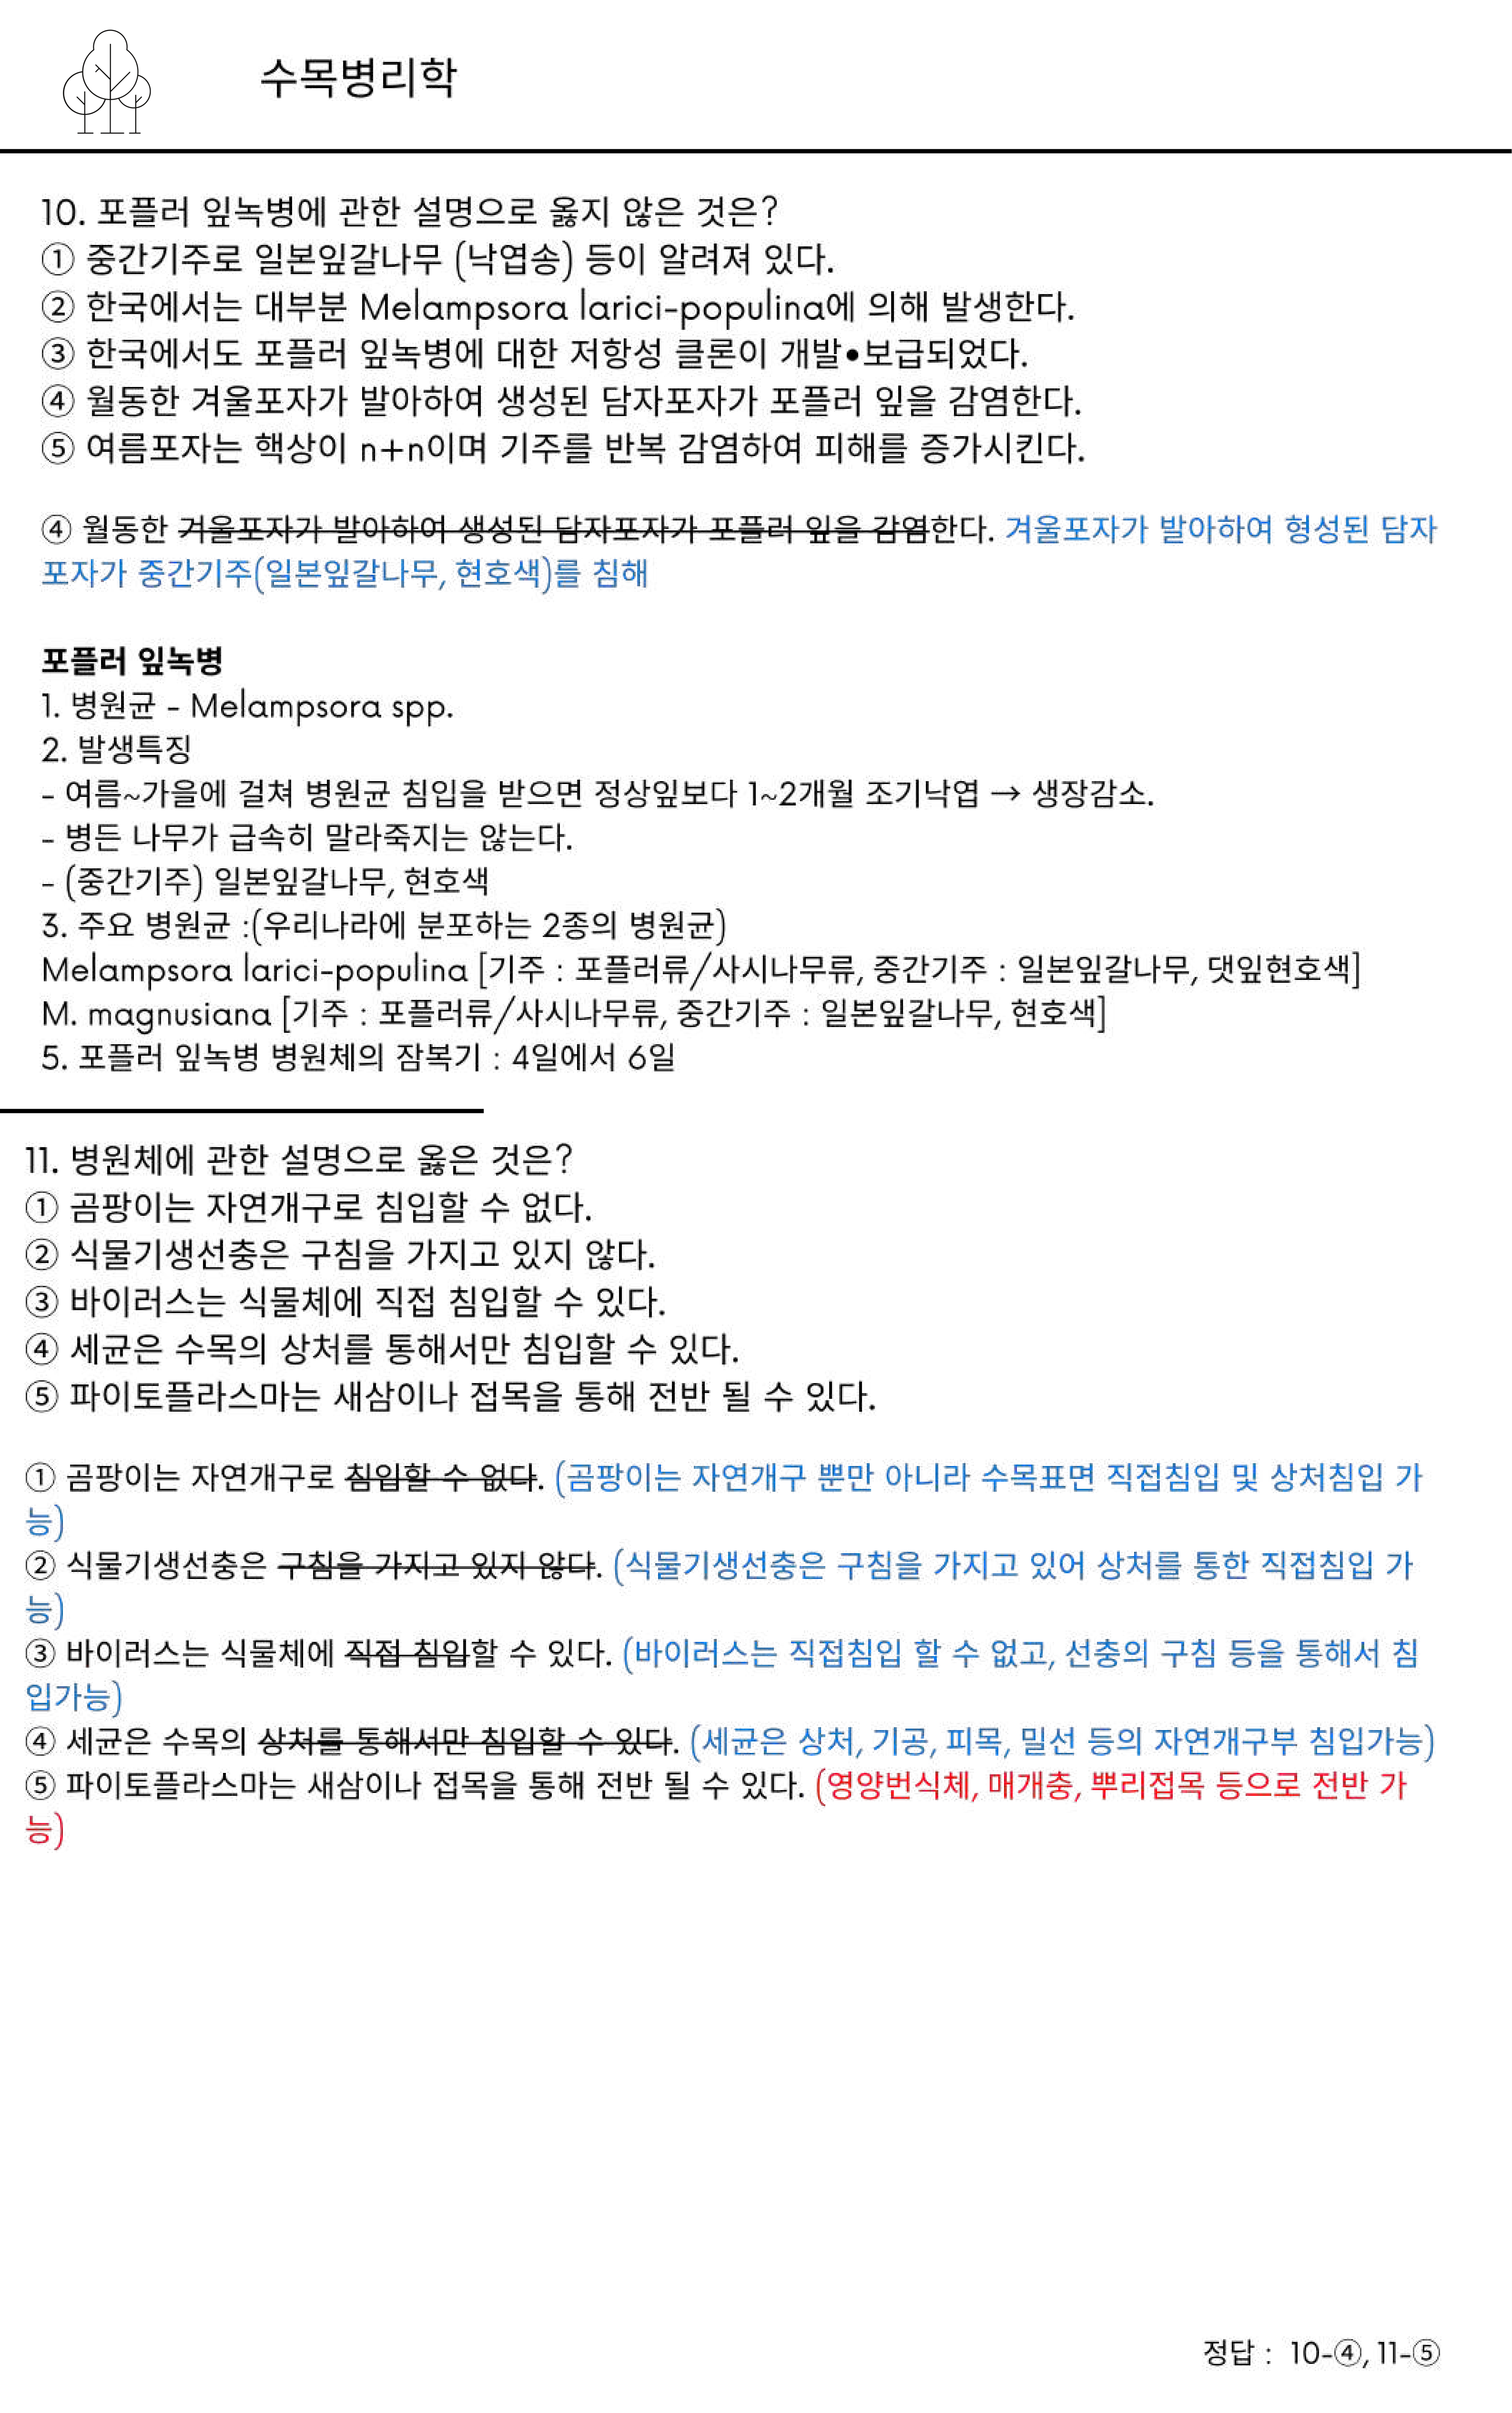 수목병리학
10. 포플러 잎녹병에 관한 설명으로 옳지 않은 것은?
① 중간기주로 일본잎갈나무 (낙엽송) 등이 알려져 있다.
② 한국에서는 대부분 Melampsora larici-populina에 의해 발생한다.
③ 한국에서도 포플러 잎녹병에 대한 저항성 클론이 개발•보급되었다.
④ 월동한 겨울포자가 발아하여 생성된 담자포자가 포플러 잎을 감염한다.
⑤ 여름포자는 핵상이 n+n이며 기주를 반복 감염하여 피해를 증가시킨다.
④ 월동한 겨울포자가 발아하여 생성된 담자포자가 포플러 잎을 감염한다. 겨울포자가 발아하여 형성된 담자
포자가 중간기주(일본잎갈나무, 현호색)를 침해
포플러 잎녹병
1. 병원균 - Melampsora spp.
2. 발생특징
- 여름~가을에 걸쳐 병원균 침입을 받으면 정상잎보다 1~2개월 조기낙엽 → 생장감소.
- 병든 나무가 급속히 말라죽지는 않는다.
- (중간기주) 일본잎갈나무, 현호색
3. 주요 병원균 :(우리나라에 분포하는 2종의 병원균)
Melampsora larici-populina [기주 : 포플러류/사시나무류, 중간기주 : 일본잎갈나무, 댓잎현호색]
M. magnusiana [기주 : 포플러류/사시나무류, 중간기주 : 일본잎갈나무, 현호색]
5. 포플러 잎녹병 병원체의 잠복기 : 4일에서 6일
11. 병원체에 관한 설명으로 옳은 것은?
① 곰팡이는 자연개구로 침입할 수 없다.
② 식물기생선충은 구침을 가지고 있지 않다.
③ 바이러스는 식물체에 직접 침입할 수 있다.
④ 세균은 수목의 상처를 통해서만 침입할 수 있다.
⑤ 파이토플라스마는 새삼이나 접목을 통해 전반 될 수 있다.
① 곰팡이는 자연개구로 침입할 수 없다. (곰팡이는 자연개구 뿐만 아니라 수목표면 직접침입 및 상처침입 가
능)
② 식물기생선충은 구침을 가지고 있지 않다. (식물기생선충은 구침을 가지고 있어 상처를 통한 직접침입 가
능)
③ 바이러스는 식물체에 직접 침입할 수 있다. (바이러스는 직접침입 할 수 없고, 선충의 구침 등을 통해서 침
입가능)
④ 세균은 수목의 상처를 통해서만 침입할 수 있다. (세균은 상처, 기공, 피목, 밀선 등의 자연개구부 침입가능)
⑤ 파이토플라스마는 새삼이나 접목을 통해 전반 될 수 있다. (영양번식체, 매개충, 뿌리접목 등으로 전반 가
능)
정답 : 10-④, 11-⑤